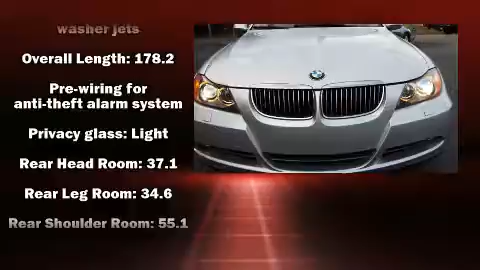 washer jets
Overall Length: 178.2
Pre-wiring for
anti-theft alarm system
Privacy glass: Light
Rear Head Room: 37.1
Rear Leg Room: 34.6
Rear Shoulder Room: 55.1